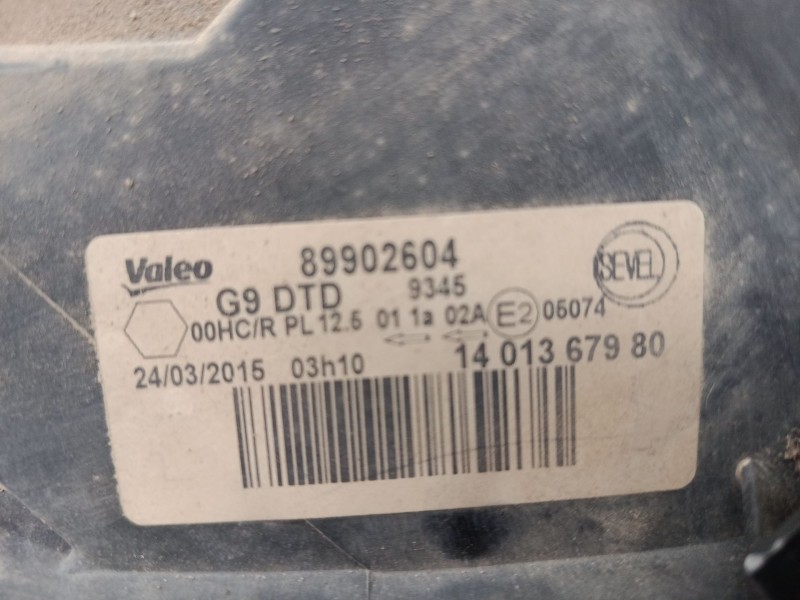 Valeo 89902604
SEVEL
G9 DTD 9345
00HC/R PL 12.5 01 1a 02A E2 05074
24/03/2015 03h10 14 013 679 80